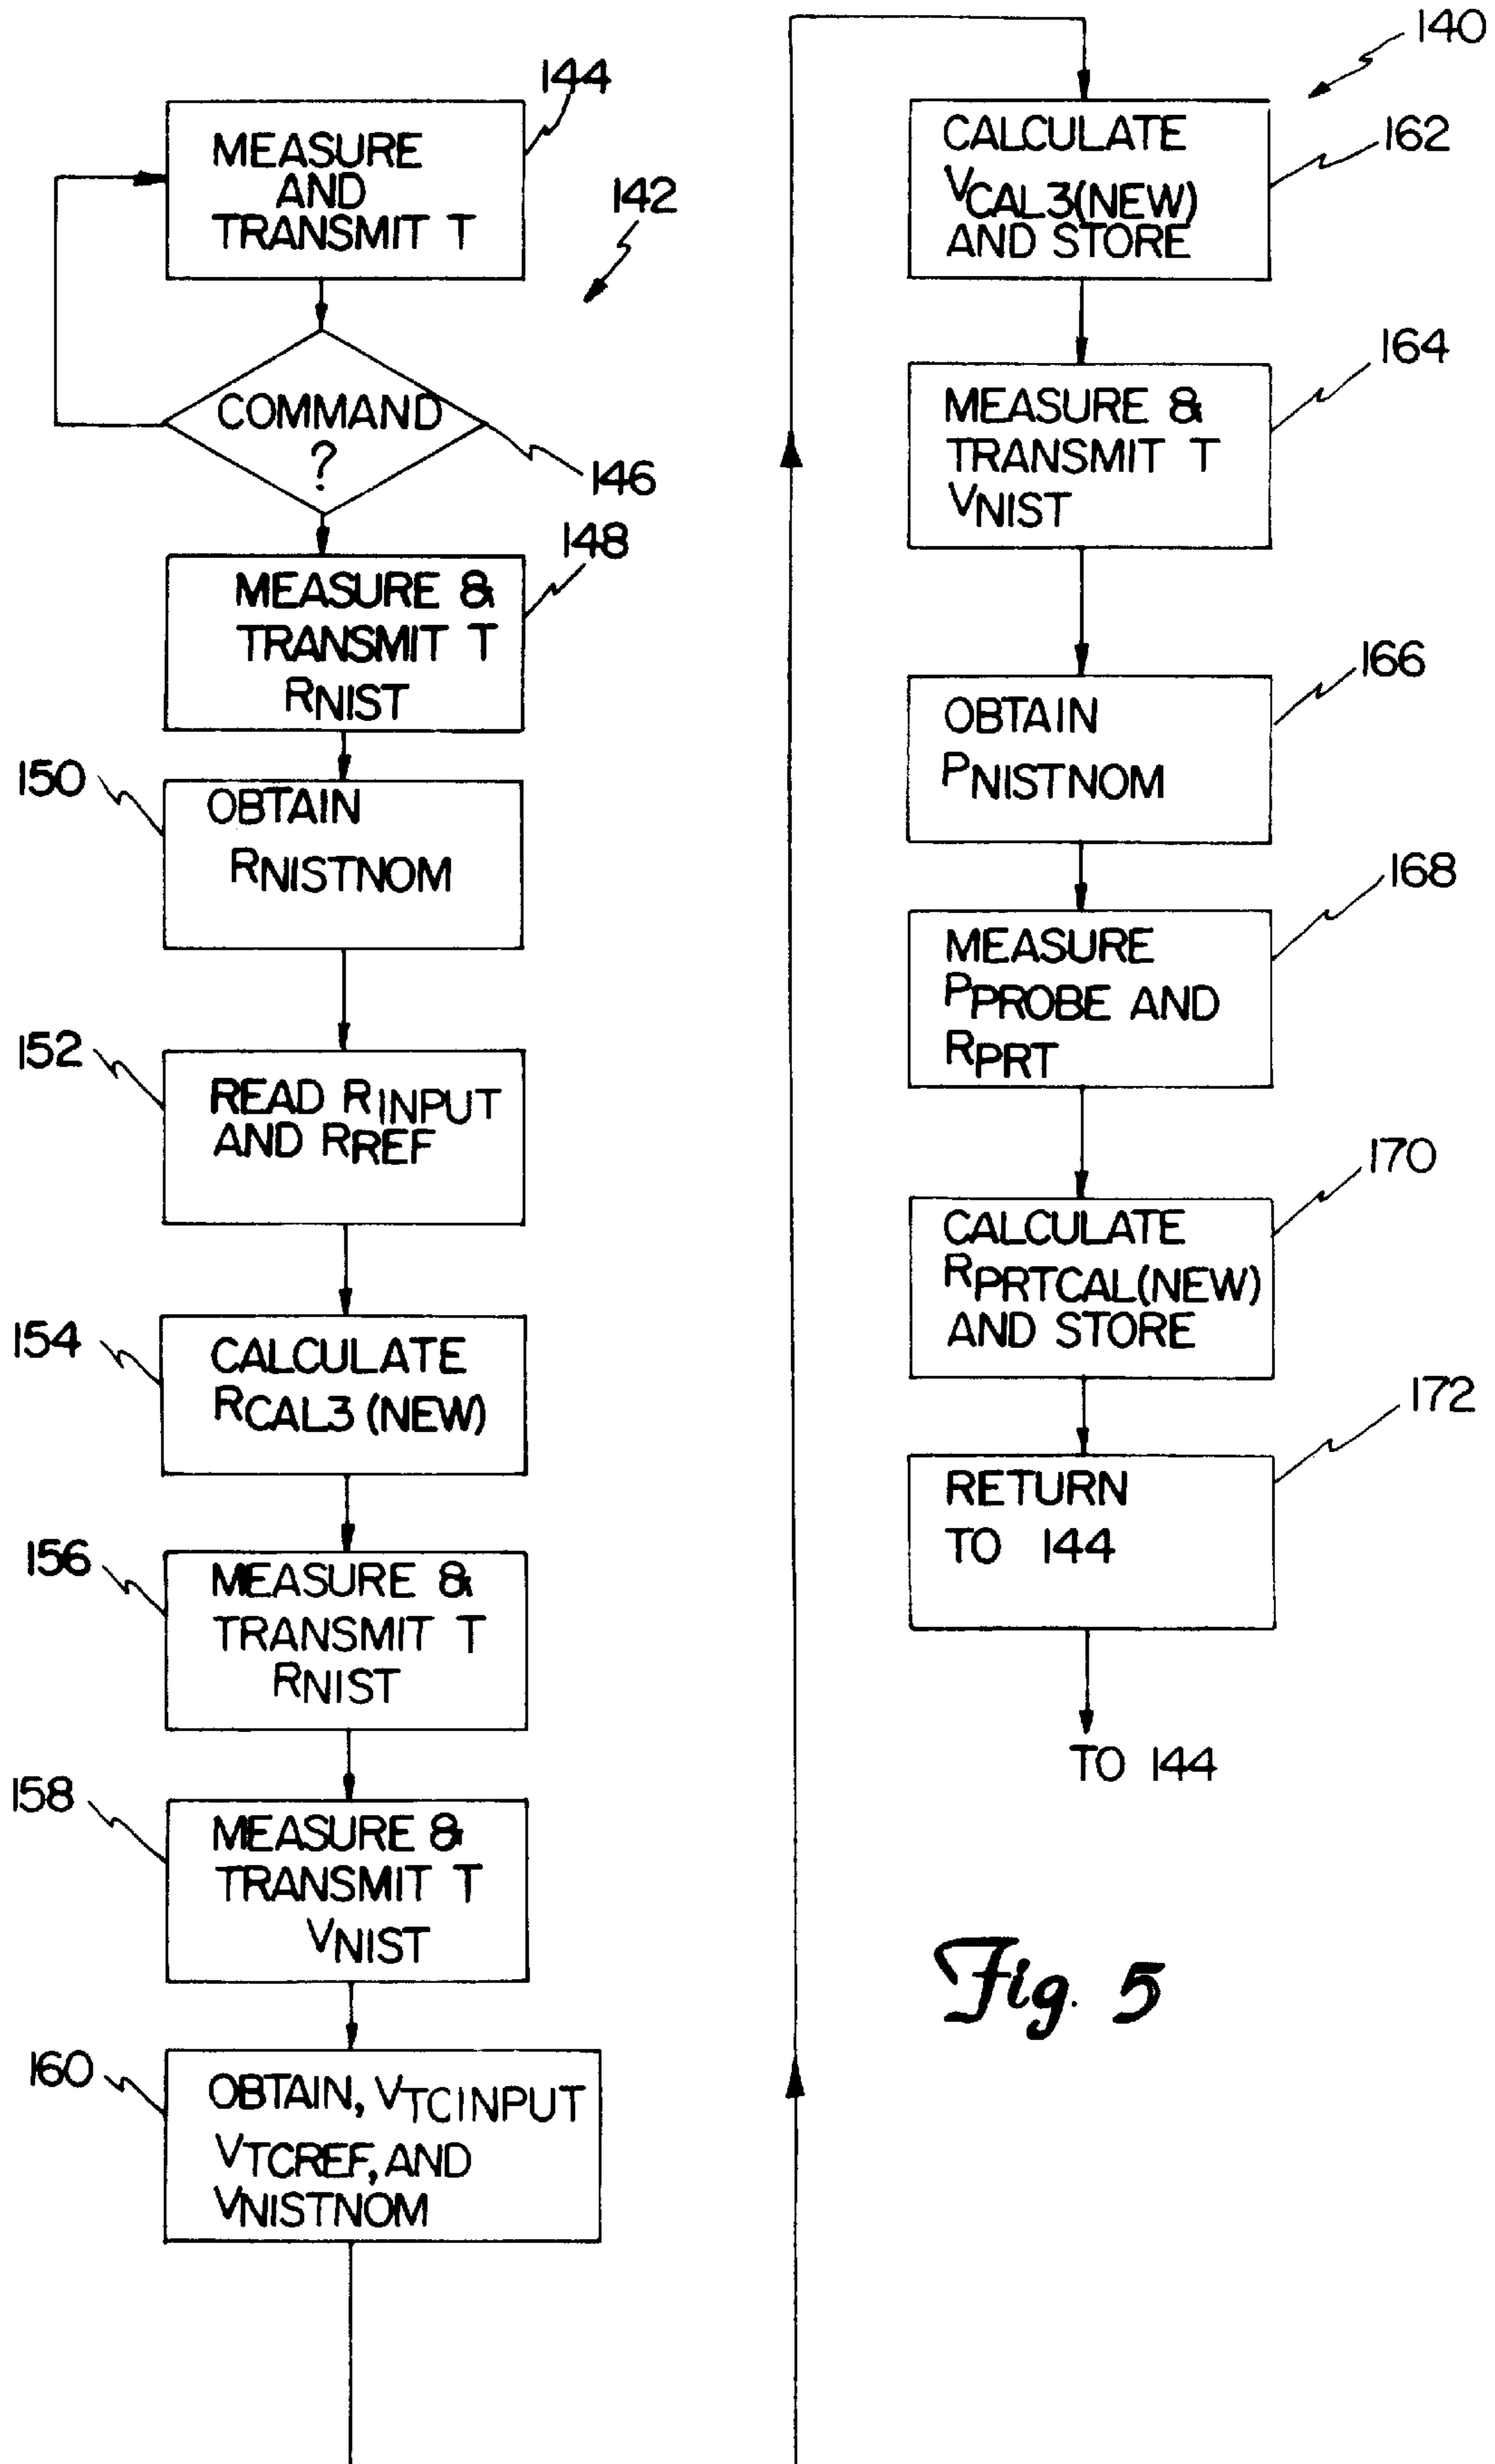 144
MEASURE
AND
TRANSMIT T
142
COMMAND
?
146
148
MEASURE &
TRANSMIT T
RNIST
150
OBTAIN
RNISTNOM
152
READ RINPUT
AND RREF
154
CALCULATE
RCAL3 (NEW)
156
MEASURE &
TRANSMIT T
RNIST
158
MEASURE &
TRANSMIT T
VNIST
160
OBTAIN, VTCINPUT
VTCREF, AND
VNISTNOM
140
CALCULATE
VCAL3(NEW)
AND STORE
162
164
MEASURE &
TRANSMIT T
VNIST
166
OBTAIN
PNISTNOM
168
MEASURE
PPROBE AND
RPRT
170
CALCULATE
RPRTCAL(NEW)
AND STORE
172
RETURN
TO 144
TO 144
Fig. 5